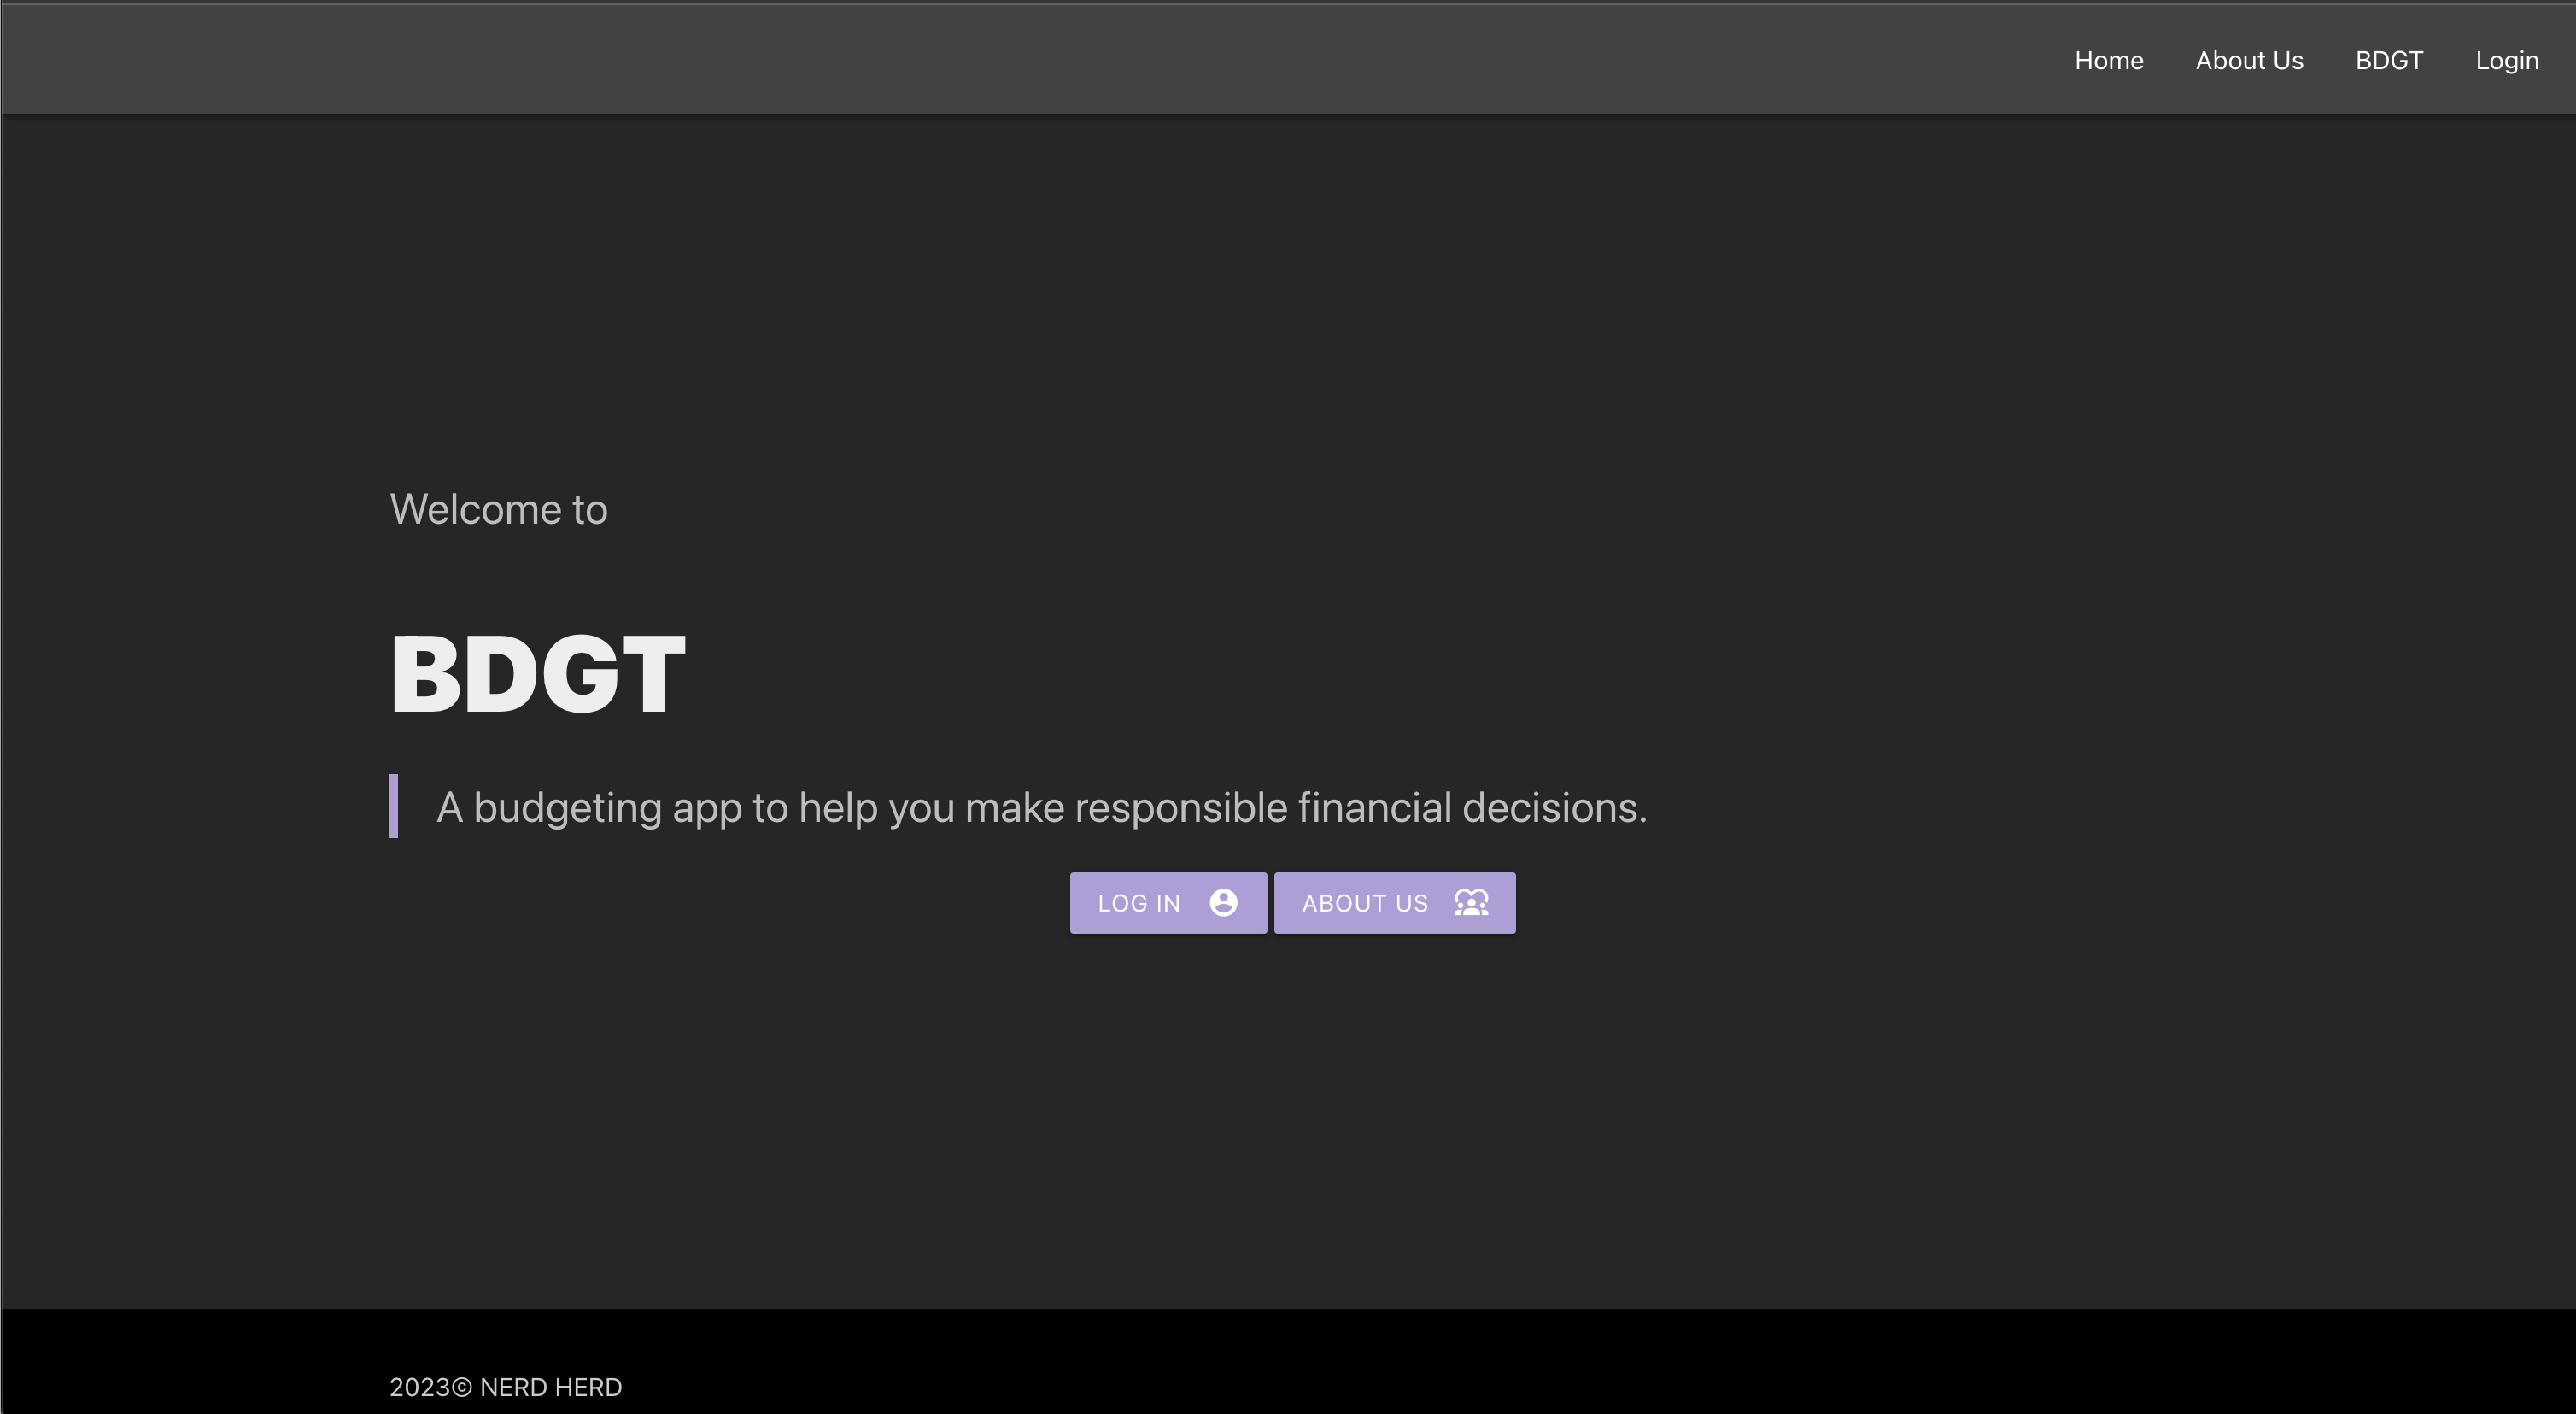 Home About Us BDGT Login
Welcome to
BDGT
A budgeting app to help you make responsible financial decisions.
LOG IN ABOUT US
2023© NERD HERD